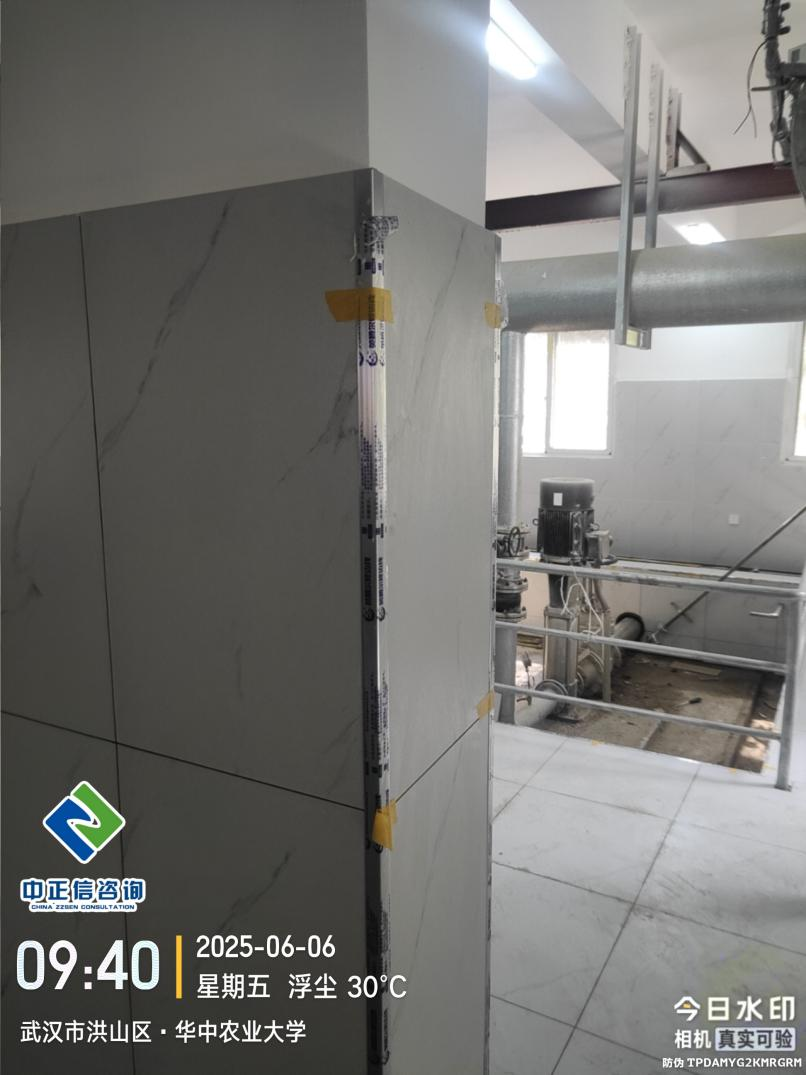 中正信咨询
CHINA ZZSEN CONSULTATION
09:40
2025-06-06
星期五 浮尘 30°C
武汉市洪山区·华中农业大学
今日水印
相机 真实可验
防伪 TPDAMYG2KMRGRM